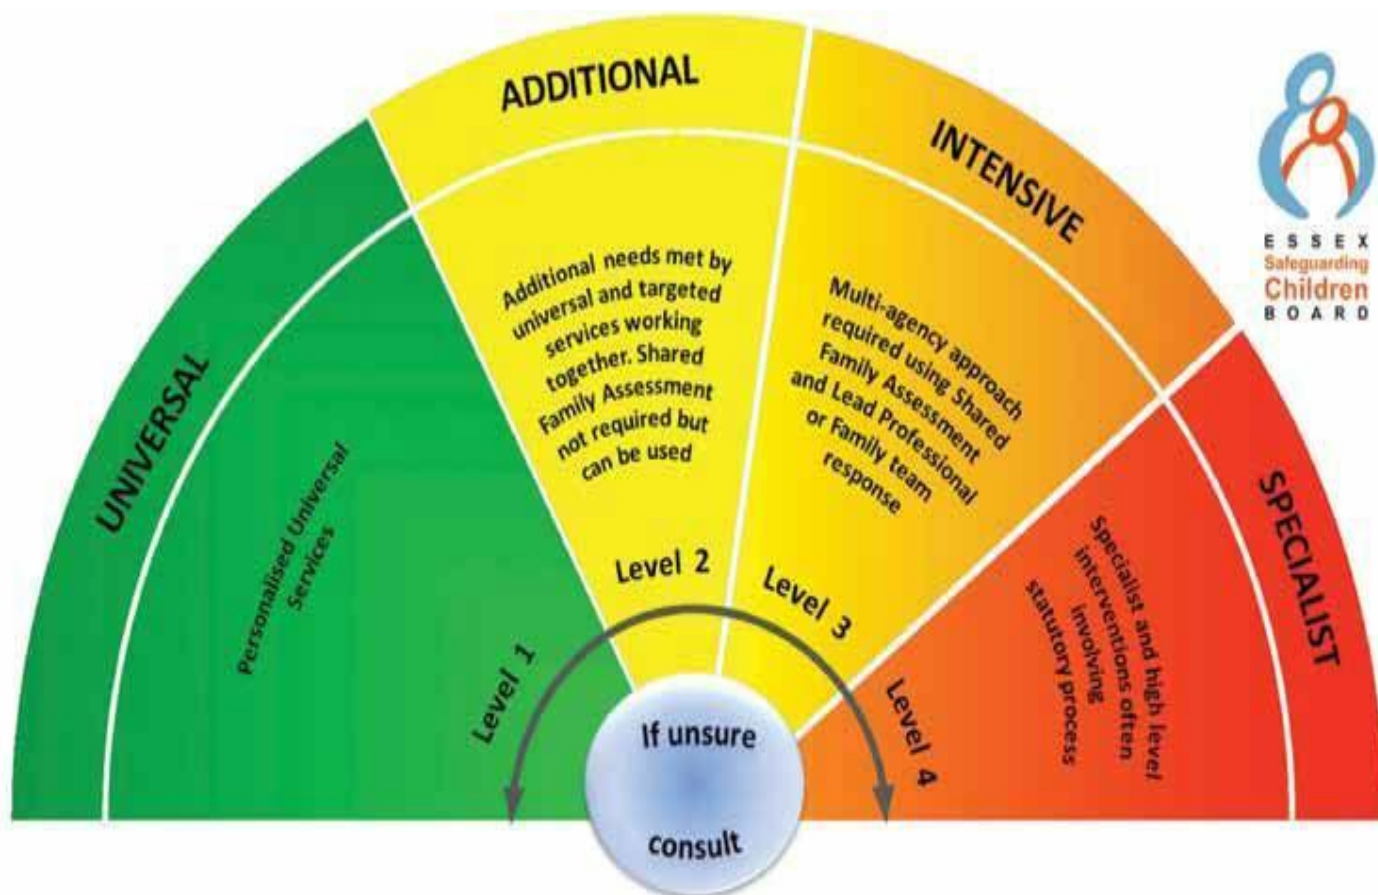 UNIVERSAL
Personalised Universal
Services
Level 1
ADDITIONAL
Additional needs met by
universal and targeted
services working
together. Shared
Family Assessment
not required but
can be used
Level 2
INTENSIVE
Multi-agency approach
required using Shared
Family Assessment
and Lead Professional
or Family team
response
Level 3
SPECIALIST
Specialist and high level
interventions often
involving
statutory process
Level 4
If unsure
consult
ESSEX
Safeguarding
Children
BOARD